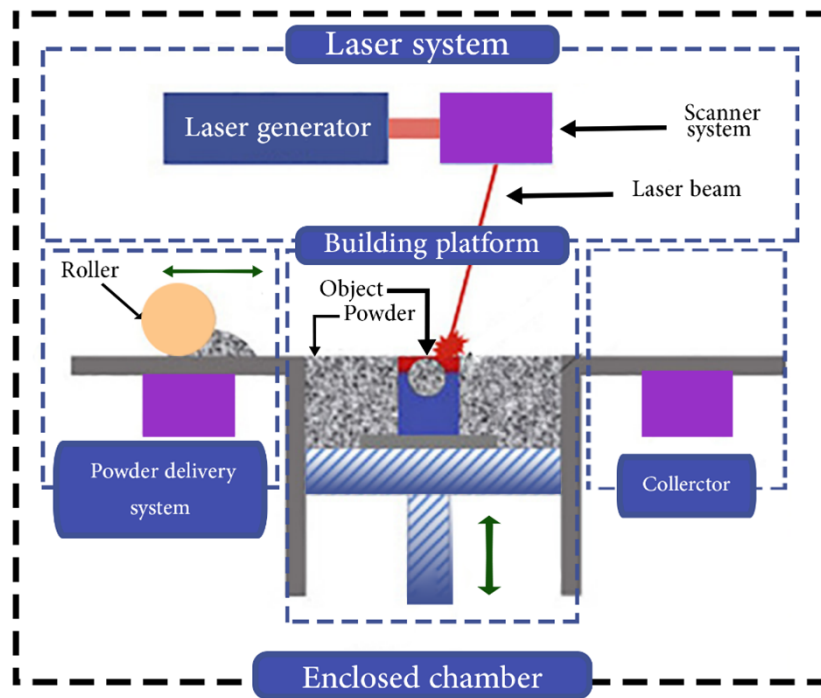 Laser system
Laser generator
Scanner
system
Laser beam
Building platform
Roller
Object
Powder
Powder delivery
system
Collerctor
Enclosed chamber